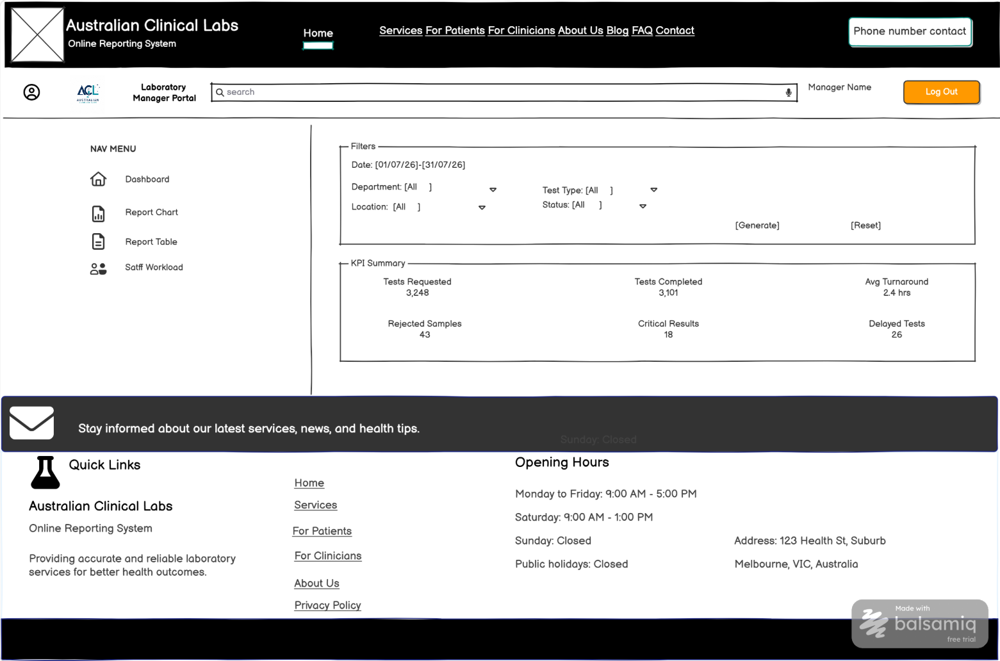 Australian Clinical Labs
Online Reporting System
Home
Services For Patients For Clinicians About Us Blog FAQ Contact
Phone number contact
ACL
AUSTRALIAN
Laboratory
Manager Portal
search
Manager Name
Log Out
NAV MENU
Dashboard
Report Chart
Report Table
Satff Workload
Filters
Date: [01/07/26]-[31/07/26]
Department: [All ]
Test Type: [All ]
Location: [All ]
Status: [All ]
[Generate]
[Reset]
KPI Summary
Tests Requested
3,248
Tests Completed
3,101
Avg Turnaround
2.4 hrs
Rejected Samples
43
Critical Results
18
Delayed Tests
26
Stay informed about our latest services, news, and health tips.
Sunday: Closed
Quick Links
Australian Clinical Labs
Online Reporting System
Providing accurate and reliable laboratory
services for better health outcomes.
Home
Services
For Patients
For Clinicians
About Us
Privacy Policy
Opening Hours
Monday to Friday: 9:00 AM - 5:00 PM
Saturday: 9:00 AM - 1:00 PM
Sunday: Closed
Public holidays: Closed
Address: 123 Health St, Suburb
Melbourne, VIC, Australia
Made with
balsamiq
free trial